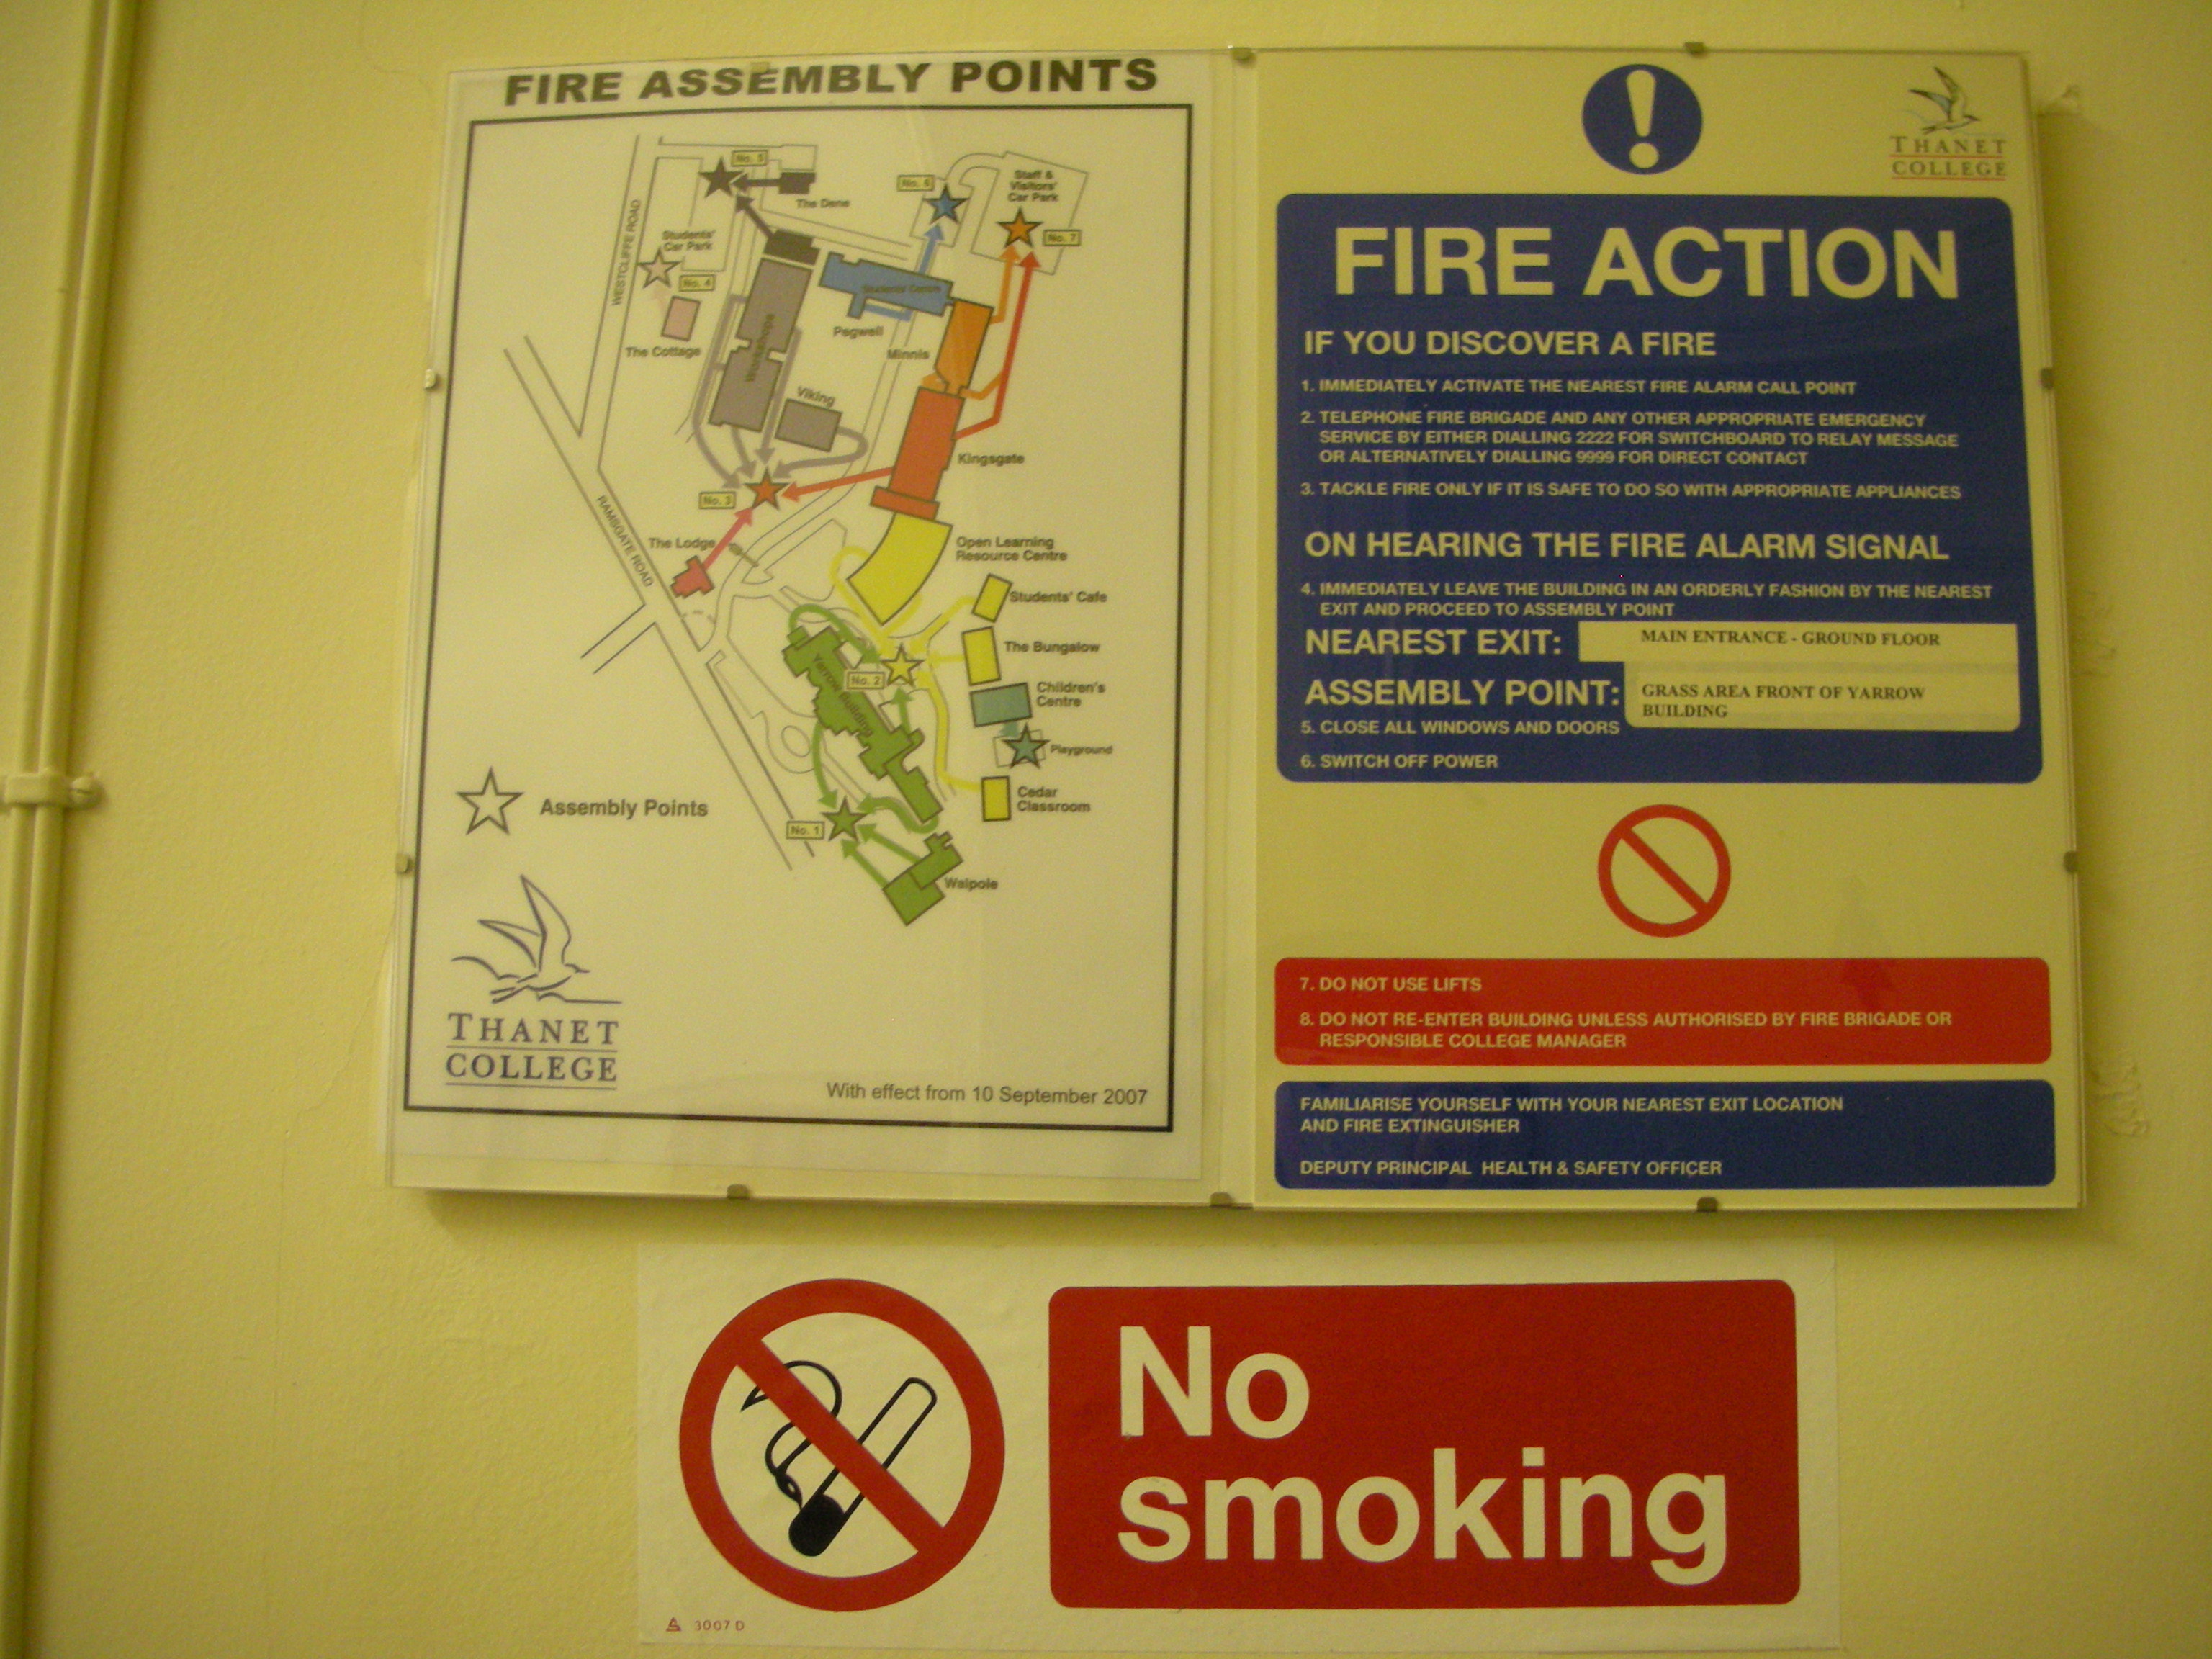 FIRE ASSEMBLY POINTS
No. 5
The Dane
No. 6
Staff &
Visitors'
Car Park
No. 7
WESTCLIFFE ROAD
Students'
Car Park
No. 4
The Cottage
Workshops
Students' Centre
Pegwell
Minnis
Viking
Kingsgate
No. 3
RAMSGATE ROAD
The Lodge
Open Learning
Resource Centre
Students' Cafe
The Bungalow
No. 2
Yarrow Building
Children's
Centre
Playground
Cedar
Classroom
No. 1
Walpole
Assembly Points
THANET
COLLEGE
With effect from 10 September 2007
THANET
COLLEGE
FIRE ACTION
IF YOU DISCOVER A FIRE
1. IMMEDIATELY ACTIVATE THE NEAREST FIRE ALARM CALL POINT
2. TELEPHONE FIRE BRIGADE AND ANY OTHER APPROPRIATE EMERGENCY
SERVICE BY EITHER DIALLING 2222 FOR SWITCHBOARD TO RELAY MESSAGE
OR ALTERNATIVELY DIALLING 9999 FOR DIRECT CONTACT
3. TACKLE FIRE ONLY IF IT IS SAFE TO DO SO WITH APPROPRIATE APPLIANCES
ON HEARING THE FIRE ALARM SIGNAL
4. IMMEDIATELY LEAVE THE BUILDING IN AN ORDERLY FASHION BY THE NEAREST
EXIT AND PROCEED TO ASSEMBLY POINT
NEAREST EXIT: MAIN ENTRANCE - GROUND FLOOR
ASSEMBLY POINT: GRASS AREA FRONT OF YARROW
BUILDING
5. CLOSE ALL WINDOWS AND DOORS
6. SWITCH OFF POWER
7. DO NOT USE LIFTS
8. DO NOT RE-ENTER BUILDING UNLESS AUTHORISED BY FIRE BRIGADE OR
RESPONSIBLE COLLEGE MANAGER
FAMILIARISE YOURSELF WITH YOUR NEAREST EXIT LOCATION
AND FIRE EXTINGUISHER
DEPUTY PRINCIPAL HEALTH & SAFETY OFFICER
No
smoking
3007 D